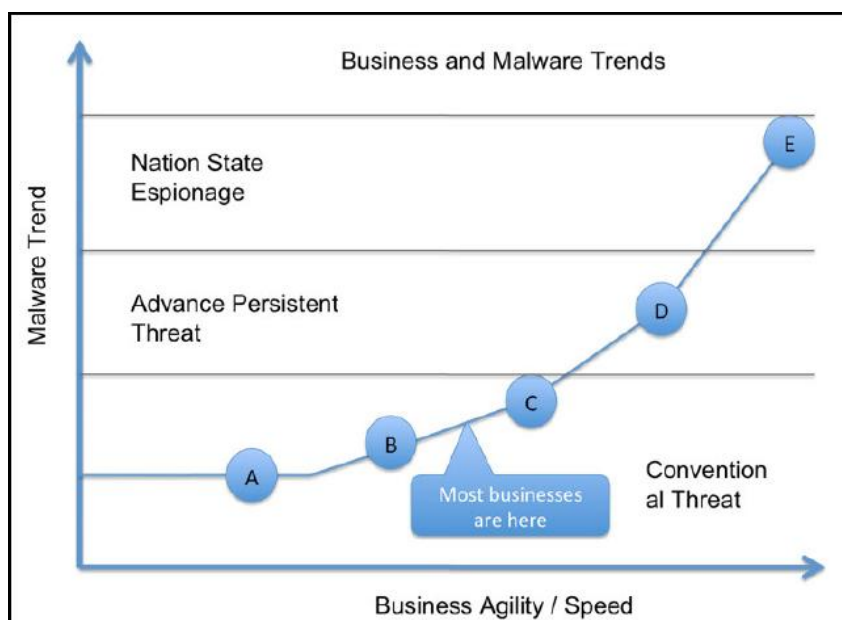 Business and Malware Trends
E
Nation State
Espionage
Malware Trend
Advance Persistent
Threat
D
C
B
A
Most businesses
are here
Convention
al Threat
Business Agility / Speed